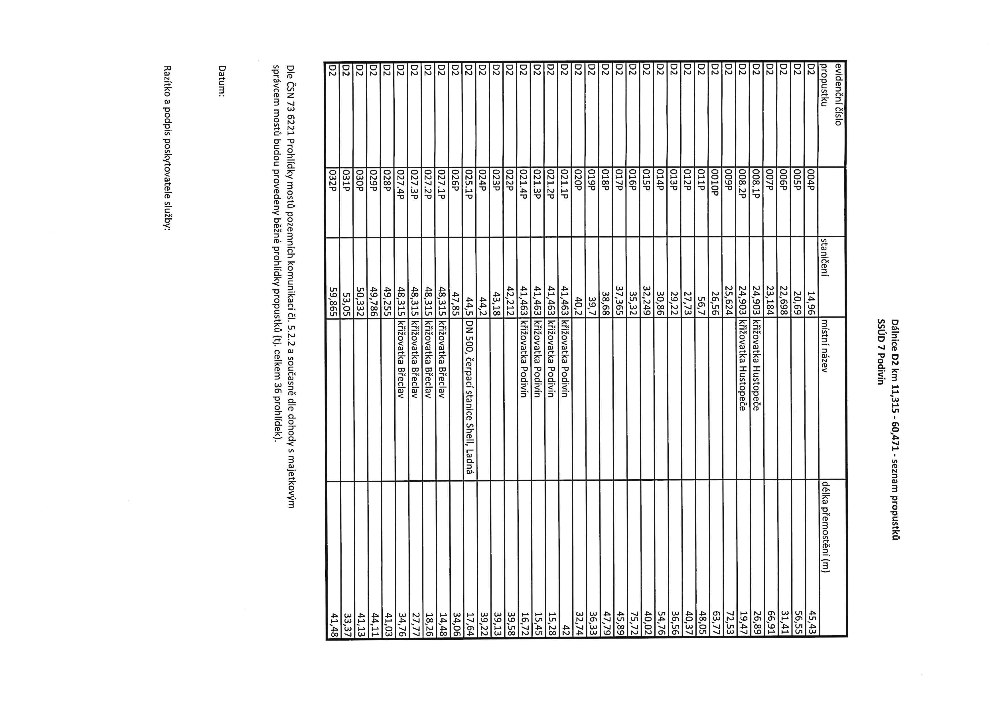 Dálnice D2 km 11,315 - 60,471 - seznam propustků
SSÚD 7 Podivín
evidenční číslo propustku staničení místní název délka přemostění (m)
D2 004P 14,96 45,43
D2 005P 20,69 56,55
D2 006P 22,698 31,41
D2 007P 23,184 66,91
D2 008.1P 24,903 křižovatka Hustopeče 26,89
D2 008.2P 24,903 křižovatka Hustopeče 19,47
D2 009P 25,624 72,53
D2 0010P 26,56 63,77
D2 011P 56,7 48,05
D2 012P 27,73 40,37
D2 013P 29,22 36,56
D2 014P 30,86 54,76
D2 015P 32,249 40,02
D2 016P 35,32 75,72
D2 017P 37,365 45,89
D2 018P 38,68 47,79
D2 019P 39,7 36,33
D2 020P 40,2 32,74
D2 021.1P 41,463 křižovatka Podivín 42
D2 021.2P 41,463 křižovatka Podivín 15,28
D2 021.3P 41,463 křižovatka Podivín 15,45
D2 021.4P 41,463 křižovatka Podivín 16,72
D2 022P 42,212 39,58
D2 023P 43,18 39,13
D2 024P 44,2 39,22
D2 025.1P 44,5 DN 500, čerpací stanice Shell, Ladná 17,64
D2 026P 47,85 34,06
D2 027.1P 48,315 křižovatka Břeclav 14,48
D2 027.2P 48,315 křižovatka Břeclav 18,26
D2 027.3P 48,315 křižovatka Břeclav 27,77
D2 027.4P 48,315 křižovatka Břeclav 34,76
D2 028P 49,255 41,03
D2 029P 49,786 44,11
D2 030P 50,332 41,13
D2 031P 53,05 33,37
D2 032P 59,865 41,48
Dle ČSN 73 6221 Prohlídky mostů pozemních komunikací čl. 5.2.2 a současně dle dohody s majetkovým
správcem mostů budou provedeny běžné prohlídky propustků (tj. celkem 36 prohlídek).
Datum:
Razítko a podpis poskytovatele služby: